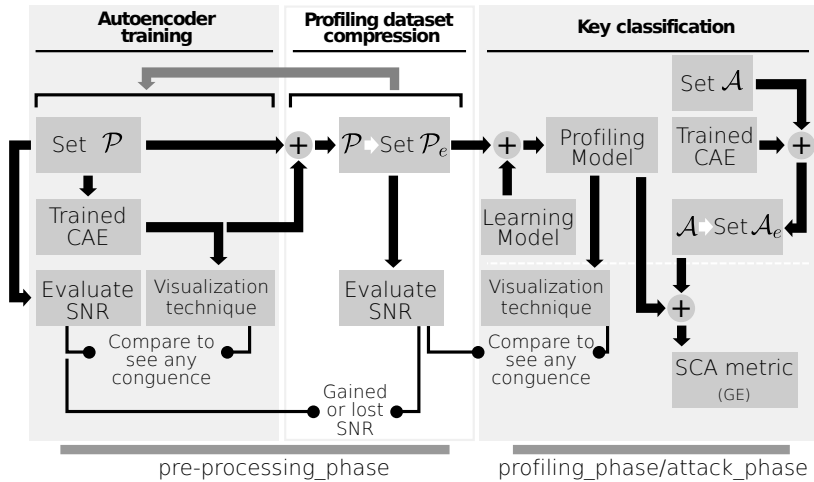 Autoencoder
training
Profiling dataset
compression
Key classification
Set 𝒫
Trained
CAE
Evaluate
SNR
Visualization
technique
Compare to
see any
conguence
+
𝒫 Set 𝒫ₑ
Evaluate
SNR
Gained
or lost
SNR
+
Profiling
Model
Learning
Model
Visualization
technique
Compare to
see any
conguence
Set 𝒜
Trained
CAE
+
𝒜 Set 𝒜ₑ
+
SCA metric
(GE)
pre-processing_phase
profiling_phase/attack_phase